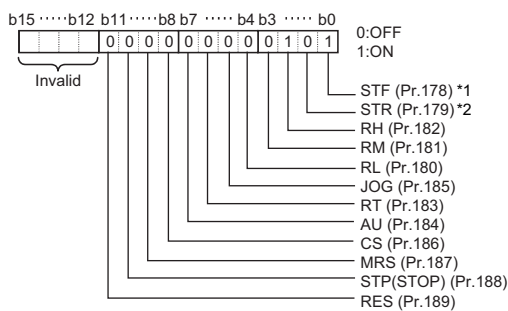 b15 ····· b12 b11 ····· b8 b7 ····· b4 b3 ····· b0
0 0 0 0 0 0 0 0 0 1 0 1
0:OFF
1:ON
Invalid
STF (Pr.178) *1
STR (Pr.179) *2
RH (Pr.182)
RM (Pr.181)
RL (Pr.180)
JOG (Pr.185)
RT (Pr.183)
AU (Pr.184)
CS (Pr.186)
MRS (Pr.187)
STP(STOP) (Pr.188)
RES (Pr.189)